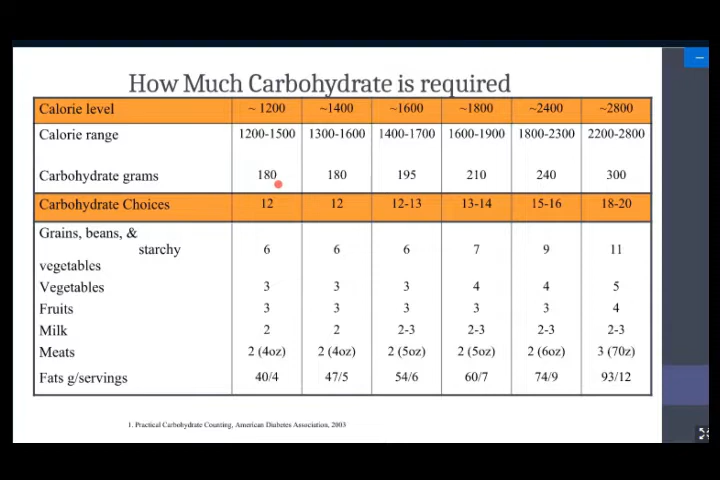 How Much Carbohydrate is required
Calorie level ~ 1200 ~1400 ~1600 ~1800 ~2400 ~2800
Calorie range 1200-1500 1300-1600 1400-1700 1600-1900 1800-2300 2200-2800
Carbohydrate grams 180 180 195 210 240 300
Carbohydrate Choices 12 12 12-13 13-14 15-16 18-20
Grains, beans, &
starchy 6 6 6 7 9 11
vegetables
Vegetables 3 3 3 4 4 5
Fruits 3 3 3 3 3 4
Milk 2 2 2-3 2-3 2-3 2-3
Meats 2 (4oz) 2 (4oz) 2 (5oz) 2 (5oz) 2 (6oz) 3 (70z)
Fats g/servings 40/4 47/5 54/6 60/7 74/9 93/12
1. Practical Carbohydrate Counting, American Diabetes Association, 2003